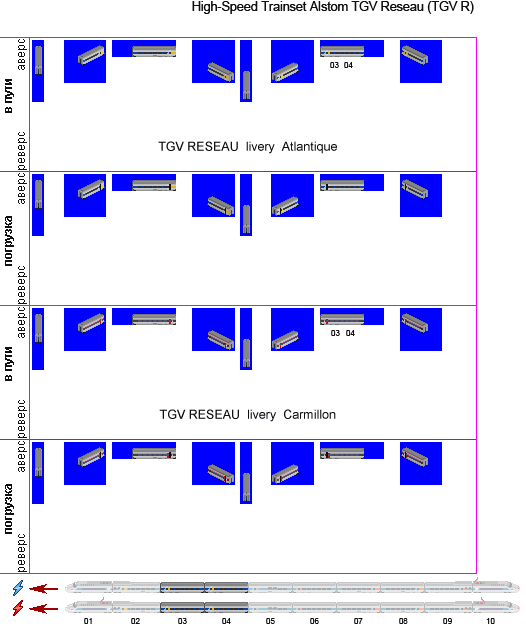 High-Speed Trainset Alstom TGV Reseau (TGV R)
в пути
аверс
реверс
03 04
TGV RESEAU livery Atlantique
погрузка
аверс
реверс
в пути
аверс
реверс
03 04
TGV RESEAU livery Carmillon
погрузка
аверс
реверс
01 02 03 04 05 06 07 08 09 10